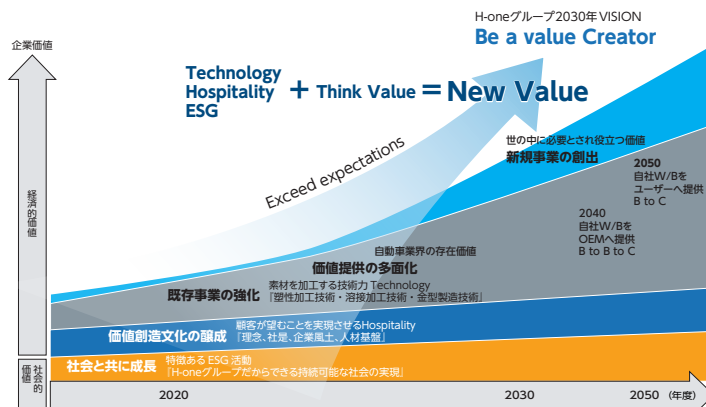 H-oneグループ2030年 VISION
Be a value Creator
企業価値
Technology
Hospitality
ESG
+ Think Value = New Value
Exceed expectations
世の中に必要とされ役立つ価値
新規事業の創出
2050
自社W/Bを
ユーザーへ提供
B to C
2040
自社W/Bを
OEMへ提供
B to B to C
経済的価値
自動車業界の存在価値
価値提供の多面化
既存事業の強化
素材を加工する技術力 Technology
『塑性加工技術・溶接加工技術・金型製造技術』
価値創造文化の醸成
顧客が望むことを実現させるHospitality
『理念、社是、企業風土、人材基盤』
社会的価値
社会と共に成長
特徴ある ESG 活動
『H-oneグループだからできる持続可能な社会の実現』
2020
2030
2050
(年度)